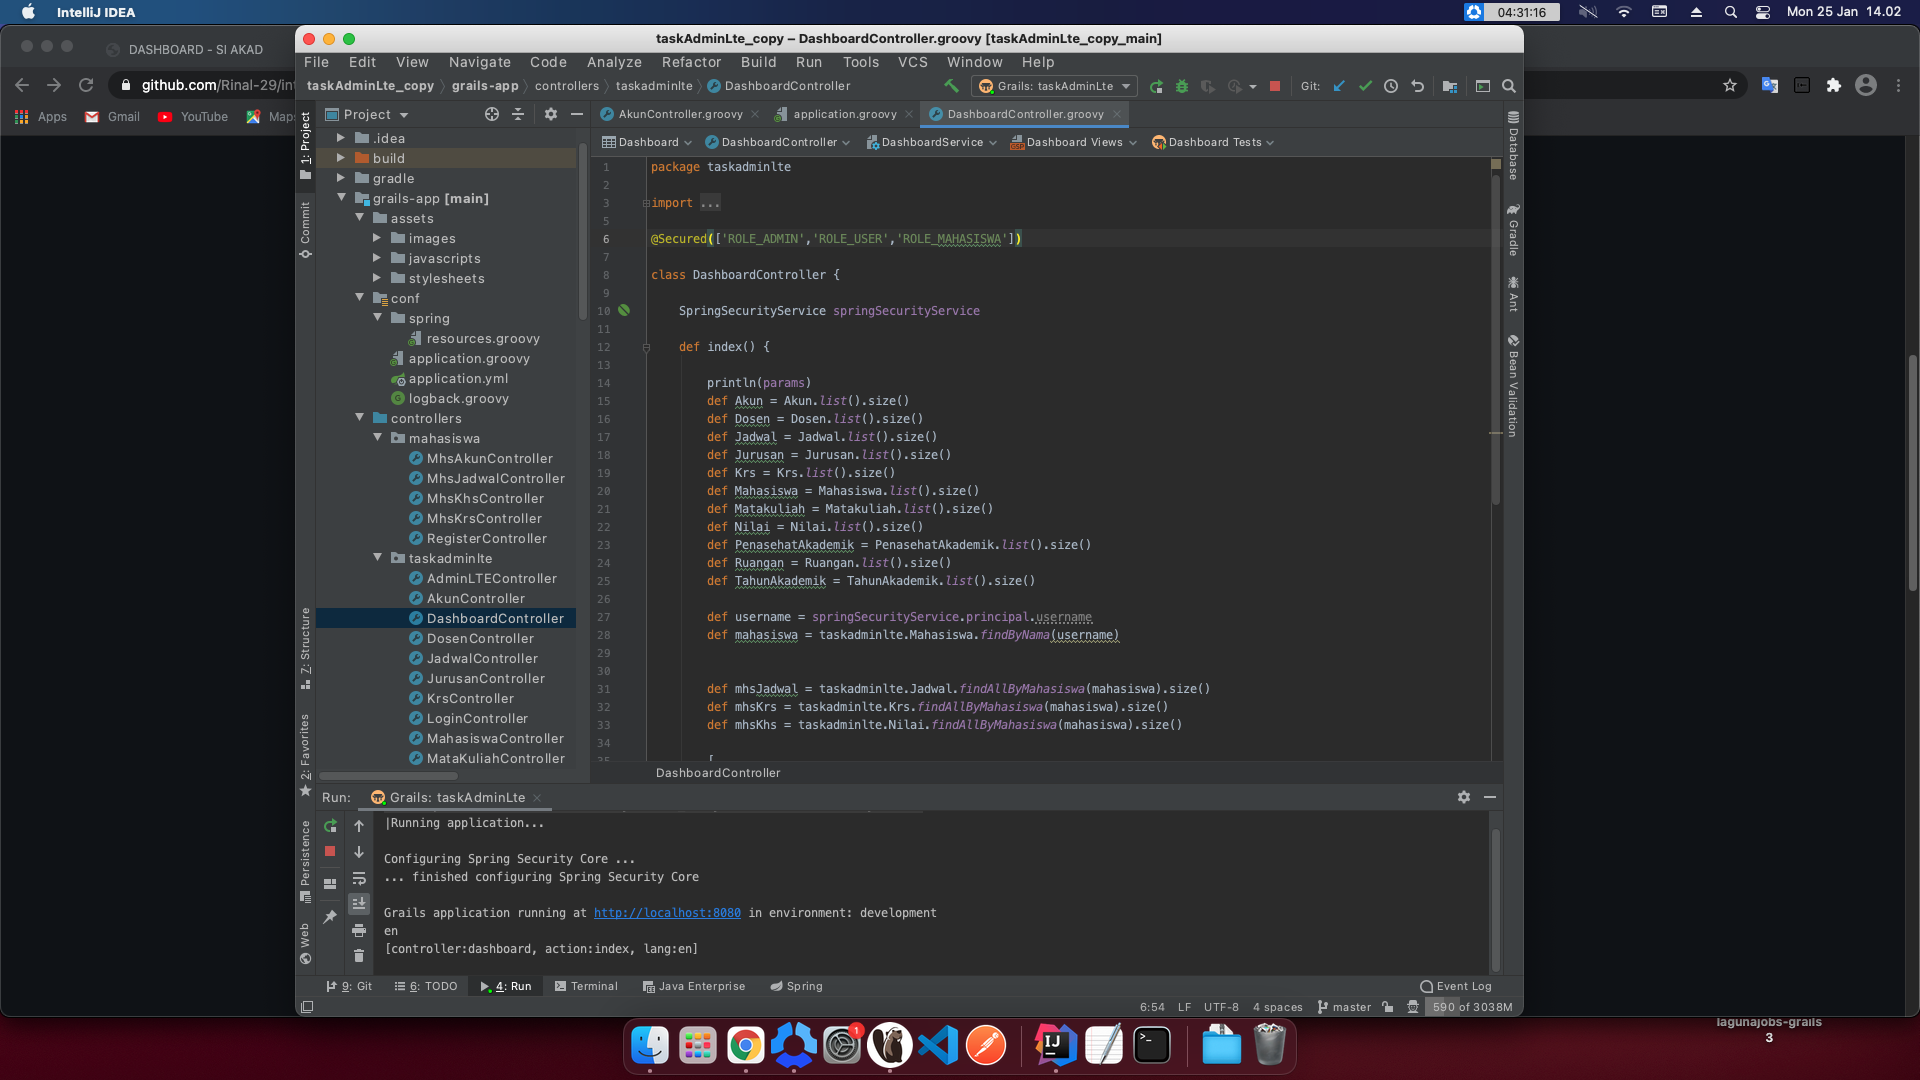 IntelliJ IDEA
04:31:16
Mon 25 Jan 14.02
DASHBOARD - SI AKAD
github.com/Rinal-29/int
Apps
Gmail
YouTube
Maps
taskAdminLte_copy – DashboardController.groovy [taskAdminLte_copy_main]
File Edit View Navigate Code Analyze Refactor Build Run Tools VCS Window Help
taskAdminLte_copy grails-app controllers taskadminlte DashboardController
Grails: taskAdminLte
Git:
Project
AkunController.groovy
application.groovy
DashboardController.groovy
Dashboard
DashboardController
DashboardService
Dashboard Views
Dashboard Tests
1: Project
Commit
7: Structure
2: Favorites
Persistence
Web
.idea
build
gradle
grails-app [main]
assets
images
javascripts
stylesheets
conf
spring
resources.groovy
application.groovy
application.yml
logback.groovy
controllers
mahasiswa
MhsAkunController
MhsJadwalController
MhsKhsController
MhsKrsController
RegisterController
taskadminlte
AdminLTEController
AkunController
DashboardController
DosenController
JadwalController
JurusanController
KrsController
LoginController
MahasiswaController
MataKuliahController
1 package taskadminlte
2
3 import ...
5
6 @Secured(['ROLE_ADMIN','ROLE_USER','ROLE_MAHASISWA'])
7
8 class DashboardController {
9
10 SpringSecurityService springSecurityService
11
12 def index() {
13
14 println(params)
15 def Akun = Akun.list().size()
16 def Dosen = Dosen.list().size()
17 def Jadwal = Jadwal.list().size()
18 def Jurusan = Jurusan.list().size()
19 def Krs = Krs.list().size()
20 def Mahasiswa = Mahasiswa.list().size()
21 def Matakuliah = Matakuliah.list().size()
22 def Nilai = Nilai.list().size()
23 def PenasehatAkademik = PenasehatAkademik.list().size()
24 def Ruangan = Ruangan.list().size()
25 def TahunAkademik = TahunAkademik.list().size()
26
27 def username = springSecurityService.principal.username
28 def mahasiswa = taskadminlte.Mahasiswa.findByNama(username)
29
30
31 def mhsJadwal = taskadminlte.Jadwal.findAllByMahasiswa(mahasiswa).size()
32 def mhsKrs = taskadminlte.Krs.findAllByMahasiswa(mahasiswa).size()
33 def mhsKhs = taskadminlte.Nilai.findAllByMahasiswa(mahasiswa).size()
34
35 [
DashboardController
Database
Gradle
Ant
Bean Validation
Run: Grails: taskAdminLte
|Running application...
Configuring Spring Security Core ...
... finished configuring Spring Security Core
Grails application running at http://localhost:8080 in environment: development
en
[controller:dashboard, action:index, lang:en]
9: Git
6: TODO
4: Run
Terminal
Java Enterprise
Spring
Event Log
6:54 LF UTF-8 4 spaces master 590 of 3038M
1
IJ
lagunajobs-grails
3